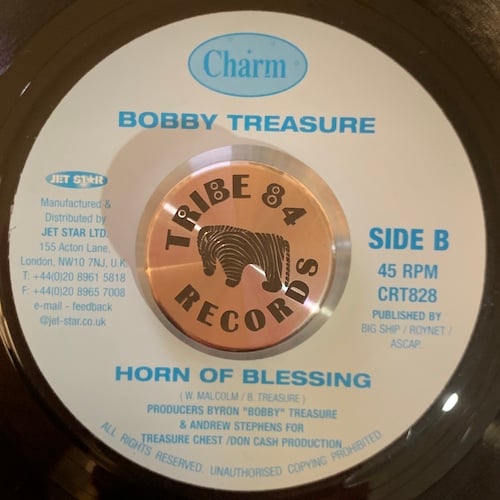 Charm
BOBBY TREASURE
JET STAR
Manufactured &
Distributed by
JET STAR LTD.
155 Acton Lane,
London, NW10 7NJ, U.K.
T: +44(0)20 8961 5818
F: +44(0)20 8965 7008
e-mail - feedback
@jet-star.co.uk
TRIBE 84
RECORDS
SIDE B
45 RPM
CRT828
PUBLISHED BY
BIG SHIP / ROYNET /
ASCAP.
HORN OF BLESSING
( W. MALCOLM / B. TREASURE )
PRODUCERS BYRON "BOBBY" TREASURE
& ANDREW STEPHENS FOR
TREASURE CHEST /DON CASH PRODUCTION
ALL RIGHTS RESERVED. UNAUTHORISED COPYING PROHIBITED